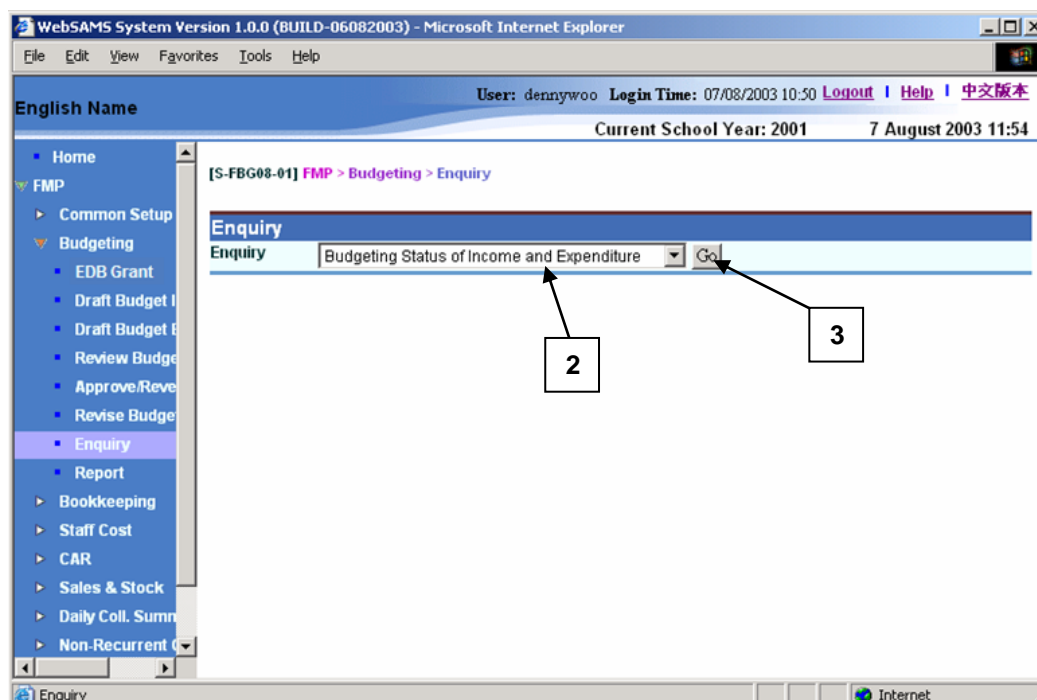 WebSAMS System Version 1.0.0 (BUILD-06082003) - Microsoft Internet Explorer
File Edit View Favorites Tools Help
English Name
User: dennywoo Login Time: 07/08/2003 10:50 Logout | Help | 中文版本
Current School Year: 2001 7 August 2003 11:54
Home
FMP
Common Setup
Budgeting
EDB Grant
Draft Budget I
Draft Budget E
Review Budge
Approve/Reve
Revise Budge
Enquiry
Report
Bookkeeping
Staff Cost
CAR
Sales & Stock
Daily Coll. Summ
Non-Recurrent
[S-FBG08-01] FMP > Budgeting > Enquiry
Enquiry
Enquiry Budgeting Status of Income and Expenditure Go
2
3
Enquiry Internet